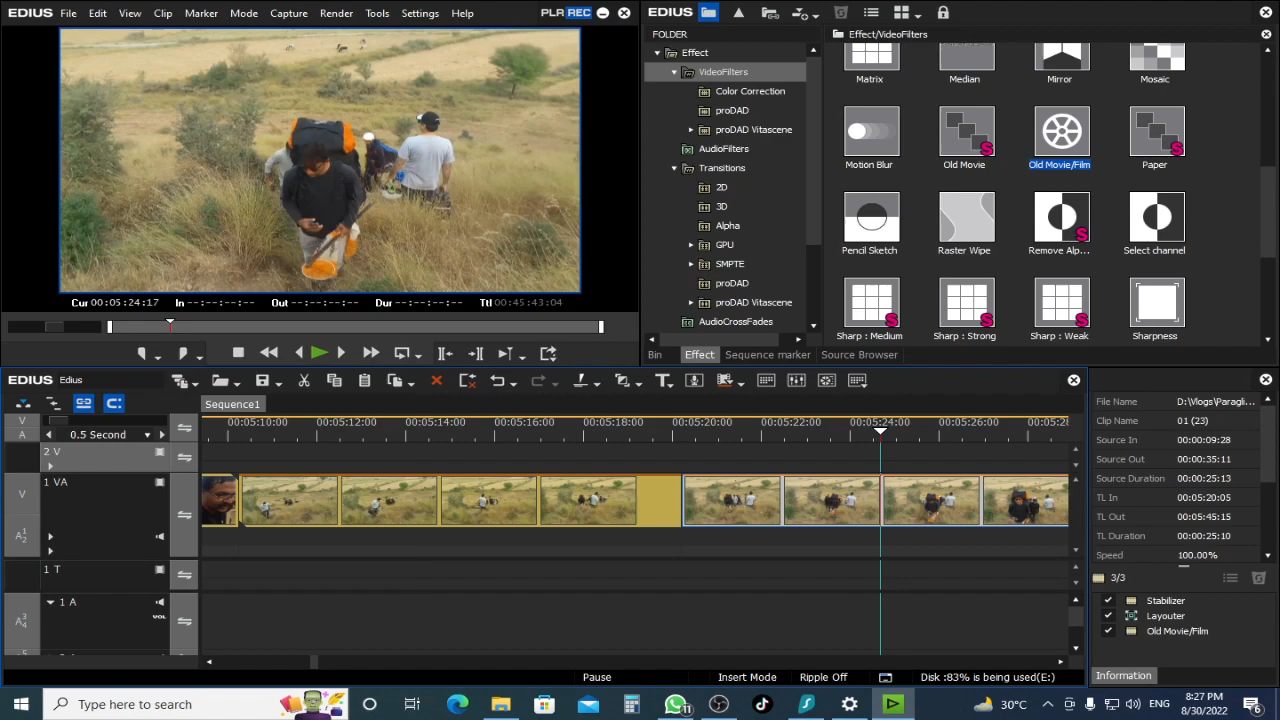 EDIUS File Edit View Clip Marker Mode Capture Render Tools Settings Help PLR REC
Cur 00:05:24:17 In --:--:--:-- Out --:--:--:-- Dur --:--:--:-- Ttl 00:45:43:04
EDIUS
FOLDER
Effect
VideoFilters
Color Correction
proDAD
proDAD Vitascene
AudioFilters
Transitions
2D
3D
Alpha
GPU
SMPTE
proDAD
proDAD Vitascene
AudioCrossFades
Effect/VideoFilters
Matrix Median Mirror Mosaic
Motion Blur Old Movie Old Movie/Film Paper
S S S
Pencil Sketch Raster Wipe Remove Alp... Select channel
S
Sharp : Medium Sharp : Strong Sharp : Weak Sharpness
S S S
Bin Effect Sequence marker Source Browser
EDIUS Edius
Sequence1
V
A
0.5 Second
00:05:10:00 00:05:12:00 00:05:14:00 00:05:16:00 00:05:18:00 00:05:20:00 00:05:22:00 00:05:24:00 00:05:26:00 00:05:28
2 V
1 VA
V
A 1 2
1 T
1 A
VOL
A 3 4
Pause Insert Mode Ripple Off Disk :83% is being used(E:)
File Name D:\Vlogs\Paragli...
Clip Name 01 (23)
Source In 00:00:09:28
Source Out 00:00:35:11
Source Duration 00:00:25:13
TL In 00:05:20:05
TL Out 00:05:45:15
TL Duration 00:00:25:10
Speed 100.00%
3/3
Stabilizer
Layouter
Old Movie/Film
Information
Type here to search
11
30°C
ENG
8:27 PM
8/30/2022
6